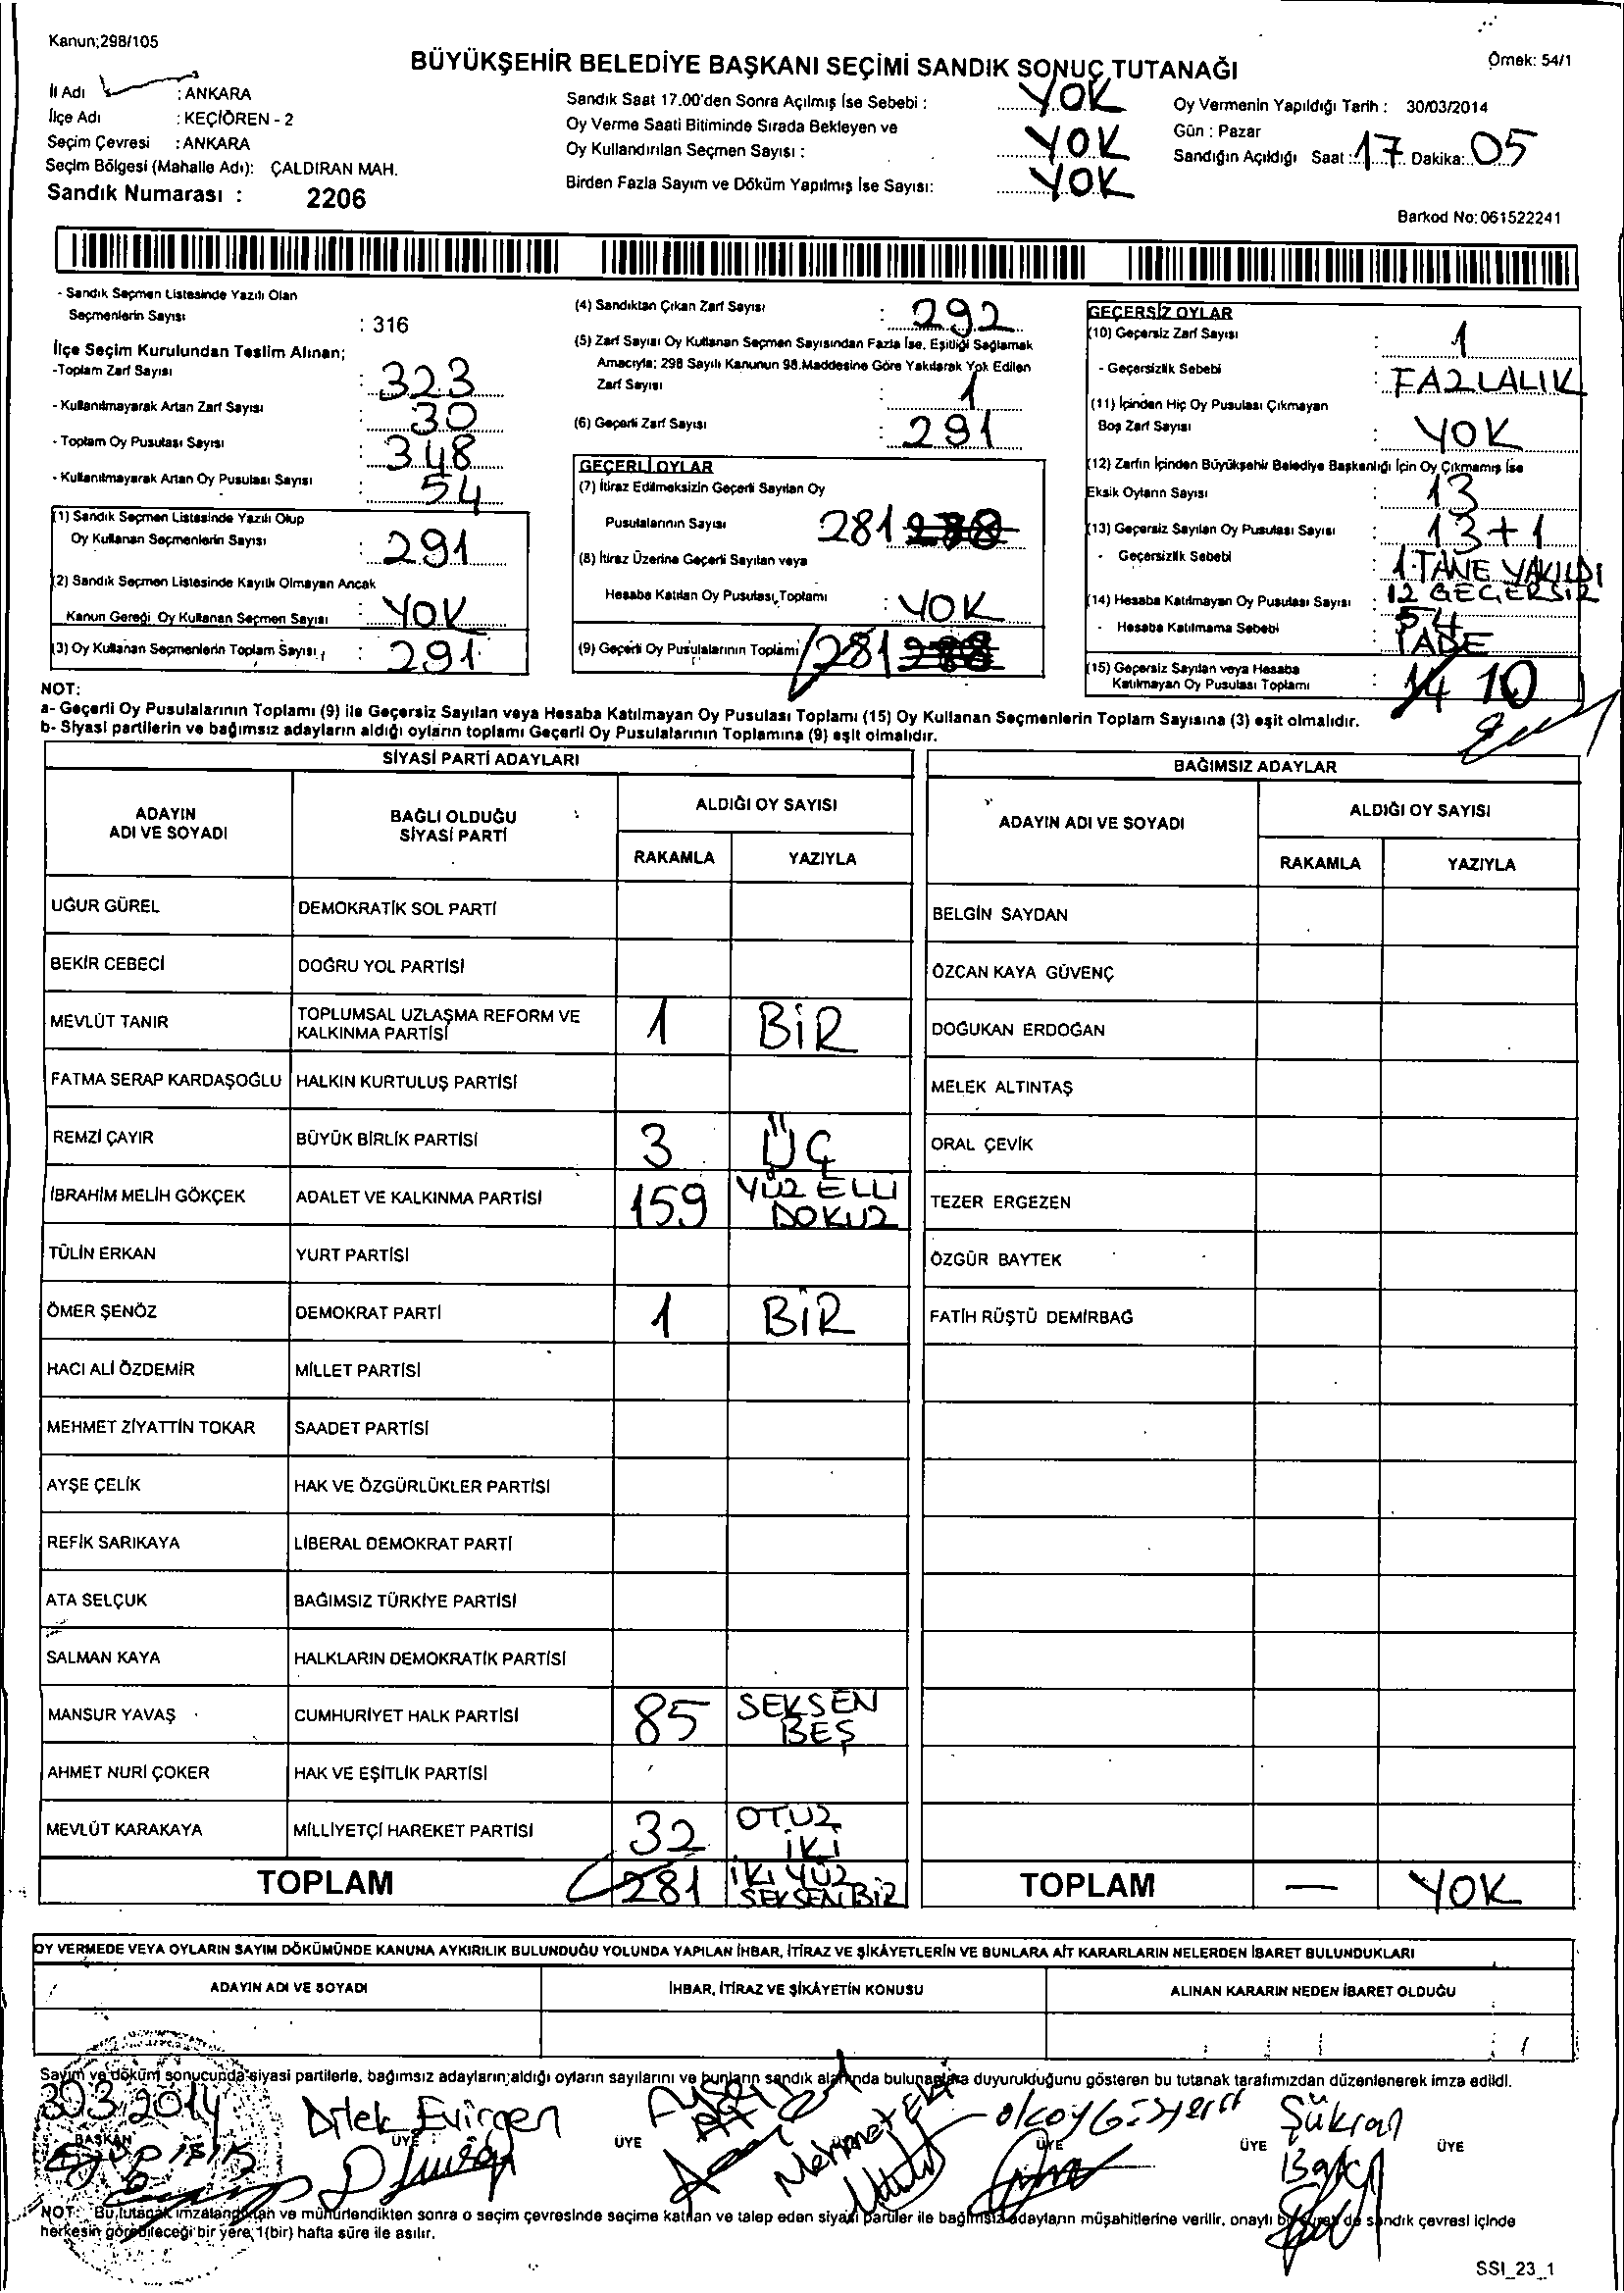 Kanun;298/105
BÜYÜKŞEHİR BELEDİYE BAŞKANI SEÇİMİ SANDIK SONUÇ TUTANAĞI
Örnek: 54/1
İl Adı : ANKARA
İlçe Adı : KEÇİÖREN - 2
Seçim Çevresi : ANKARA
Seçim Bölgesi (Mahalle Adı): ÇALDIRAN MAH.
Sandık Numarası : 2206
Sandık Saat 17.00'den Sonra Açılmış İse Sebebi : YOK
Oy Verme Saati Bitiminde Sırada Bekleyen ve
Oy Kullandırılan Seçmen Sayısı : YOK
Birden Fazla Sayım ve Döküm Yapılmış İse Sayısı: YOK
Oy Vermenin Yapıldığı Tarih : 30/03/2014
Gün : Pazar
Sandığın Açıldığı Saat : 17 Dakika: 05
Barkod No: 061522241
- Sandık Seçmen Listesinde Yazılı Olan
Seçmenlerin Sayısı : 316
İlçe Seçim Kurulundan Teslim Alınan;
-Toplam Zarf Sayısı : 323
- Kullanılmayarak Artan Zarf Sayısı : 30
- Toplam Oy Pusulası Sayısı : 348
- Kullanılmayarak Artan Oy Pusulası Sayısı : 54
(1) Sandık Seçmen Listesinde Yazılı Olup
Oy Kullanan Seçmenlerin Sayısı : 291
(2) Sandık Seçmen Listesinde Kayıtlı Olmayan Ancak
Kanun Gereği Oy Kullanan Seçmen Sayısı : YOK
(3) Oy Kullanan Seçmenlerin Toplam Sayısı : 291
(4) Sandıktan Çıkan Zarf Sayısı : 292
(5) Zarf Sayısı Oy Kullanan Seçmen Sayısından Fazla İse, Eşitliği Sağlamak
Amacıyla; 298 Sayılı Kanunun 98.Maddesine Göre Yakılarak Yok Edilen
Zarf Sayısı : 1
(6) Geçerli Zarf Sayısı : 291
GEÇERLİ OYLAR
(7) İtiraz Edilmeksizin Geçerli Sayılan Oy
Pusulalarının Sayısı 281
(8) İtiraz Üzerine Geçerli Sayılan veya
Hesaba Katılan Oy Pusulası Toplamı : YOK
(9) Geçerli Oy Pusulalarının Toplamı 281
GEÇERSİZ OYLAR
(10) Geçersiz Zarf Sayısı : 1
- Geçersizlik Sebebi : FAZLALIK
(11) İçinden Hiç Oy Pusulası Çıkmayan
Boş Zarf Sayısı : YOK
(12) Zarfın İçinden Büyükşehir Belediye Başkanlığı İçin Oy Çıkmamış İse
Eksik Oyların Sayısı : 13
(13) Geçersiz Sayılan Oy Pusulası Sayısı : 13+1
- Geçersizlik Sebebi : 1 TANE YAKILDI
12 GEÇERSİZ
(14) Hesaba Katılmayan Oy Pusulası Sayısı : 54
- Hesaba Katılmama Sebebi : İADE
(15) Geçersiz Sayılan veya Hesaba
Katılmayan Oy Pusulası Toplamı : 14 10
NOT:
a- Geçerli Oy Pusulalarının Toplamı (9) ile Geçersiz Sayılan veya Hesaba Katılmayan Oy Pusulası Toplamı (15) Oy Kullanan Seçmenlerin Toplam Sayısına (3) eşit olmalıdır.
b- Siyasi partilerin ve bağımsız adayların aldığı oyların toplamı Geçerli Oy Pusulalarının Toplamına (9) eşit olmalıdır.
SİYASİ PARTİ ADAYLARI
ADAYIN ADI VE SOYADI BAĞLI OLDUĞU SİYASİ PARTİ ALDIĞI OY SAYISI
RAKAMLA YAZIYLA
UĞUR GÜREL DEMOKRATİK SOL PARTİ
BEKİR CEBECİ DOĞRU YOL PARTİSİ
MEVLÜT TANIR TOPLUMSAL UZLAŞMA REFORM VE KALKINMA PARTİSİ 1 BİR
FATMA SERAP KARDAŞOĞLU HALKIN KURTULUŞ PARTİSİ
REMZİ ÇAYIR BÜYÜK BİRLİK PARTİSİ 3 ÜÇ
İBRAHİM MELİH GÖKÇEK ADALET VE KALKINMA PARTİSİ 159 YÜZ ELLİ DOKUZ
TÜLİN ERKAN YURT PARTİSİ
ÖMER ŞENÖZ DEMOKRAT PARTİ 1 BİR
HACI ALİ ÖZDEMİR MİLLET PARTİSİ
MEHMET ZİYATTİN TOKAR SAADET PARTİSİ
AYŞE ÇELİK HAK VE ÖZGÜRLÜKLER PARTİSİ
REFİK SARIKAYA LİBERAL DEMOKRAT PARTİ
ATA SELÇUK BAĞIMSIZ TÜRKİYE PARTİSİ
SALMAN KAYA HALKLARIN DEMOKRATİK PARTİSİ
MANSUR YAVAŞ CUMHURİYET HALK PARTİSİ 85 SEKSEN BEŞ
AHMET NURİ ÇOKER HAK VE EŞİTLİK PARTİSİ
MEVLÜT KARAKAYA MİLLİYETÇİ HAREKET PARTİSİ 32 OTUZ İKİ
TOPLAM 281 İKİ YÜZ SEKSEN BİR
BAĞIMSIZ ADAYLAR
ADAYIN ADI VE SOYADI ALDIĞI OY SAYISI
RAKAMLA YAZIYLA
BELGİN SAYDAN
ÖZCAN KAYA GÜVENÇ
DOĞUKAN ERDOĞAN
MELEK ALTINTAŞ
ORAL ÇEVİK
TEZER ERGEZEN
ÖZGÜR BAYTEK
FATİH RÜŞTÜ DEMİRBAĞ
TOPLAM — YOK
OY VERMEDE VEYA OYLARIN SAYIM DÖKÜMÜNDE KANUNA AYKIRILIK BULUNDUĞU YOLUNDA YAPILAN İHBAR, İTİRAZ VE ŞİKÂYETLERİN VE BUNLARA AİT KARARLARIN NELERDEN İBARET BULUNDUKLARI
ADAYIN ADI VE SOYADI İHBAR, İTİRAZ VE ŞİKÂYETİN KONUSU ALINAN KARARIN NEDEN İBARET OLDUĞU
Sayım ve döküm sonucunda siyasi partilerle, bağımsız adayların aldığı oyların sayılarını ve bunların sandık alanında bulunanlara duyurulduğunu gösteren bu tutanak tarafımızdan düzenlenerek imza edildi.
30.3.2014 Dilek Evirgen Mehmet Şükran
BAŞKAN ÜYE ÜYE ÜYE ÜYE ÜYE
NOT: Bu tutanak imzalandıktan ve mühürlendikten sonra o seçim çevresinde seçime katılan ve talep eden siyasi partiler ile bağımsız adayların müşahitlerine verilir, onaylı bir sureti de sandık çevresi içinde
herkesin görebileceği bir yere 1(bir) hafta süre ile asılır.
SSI_23_1